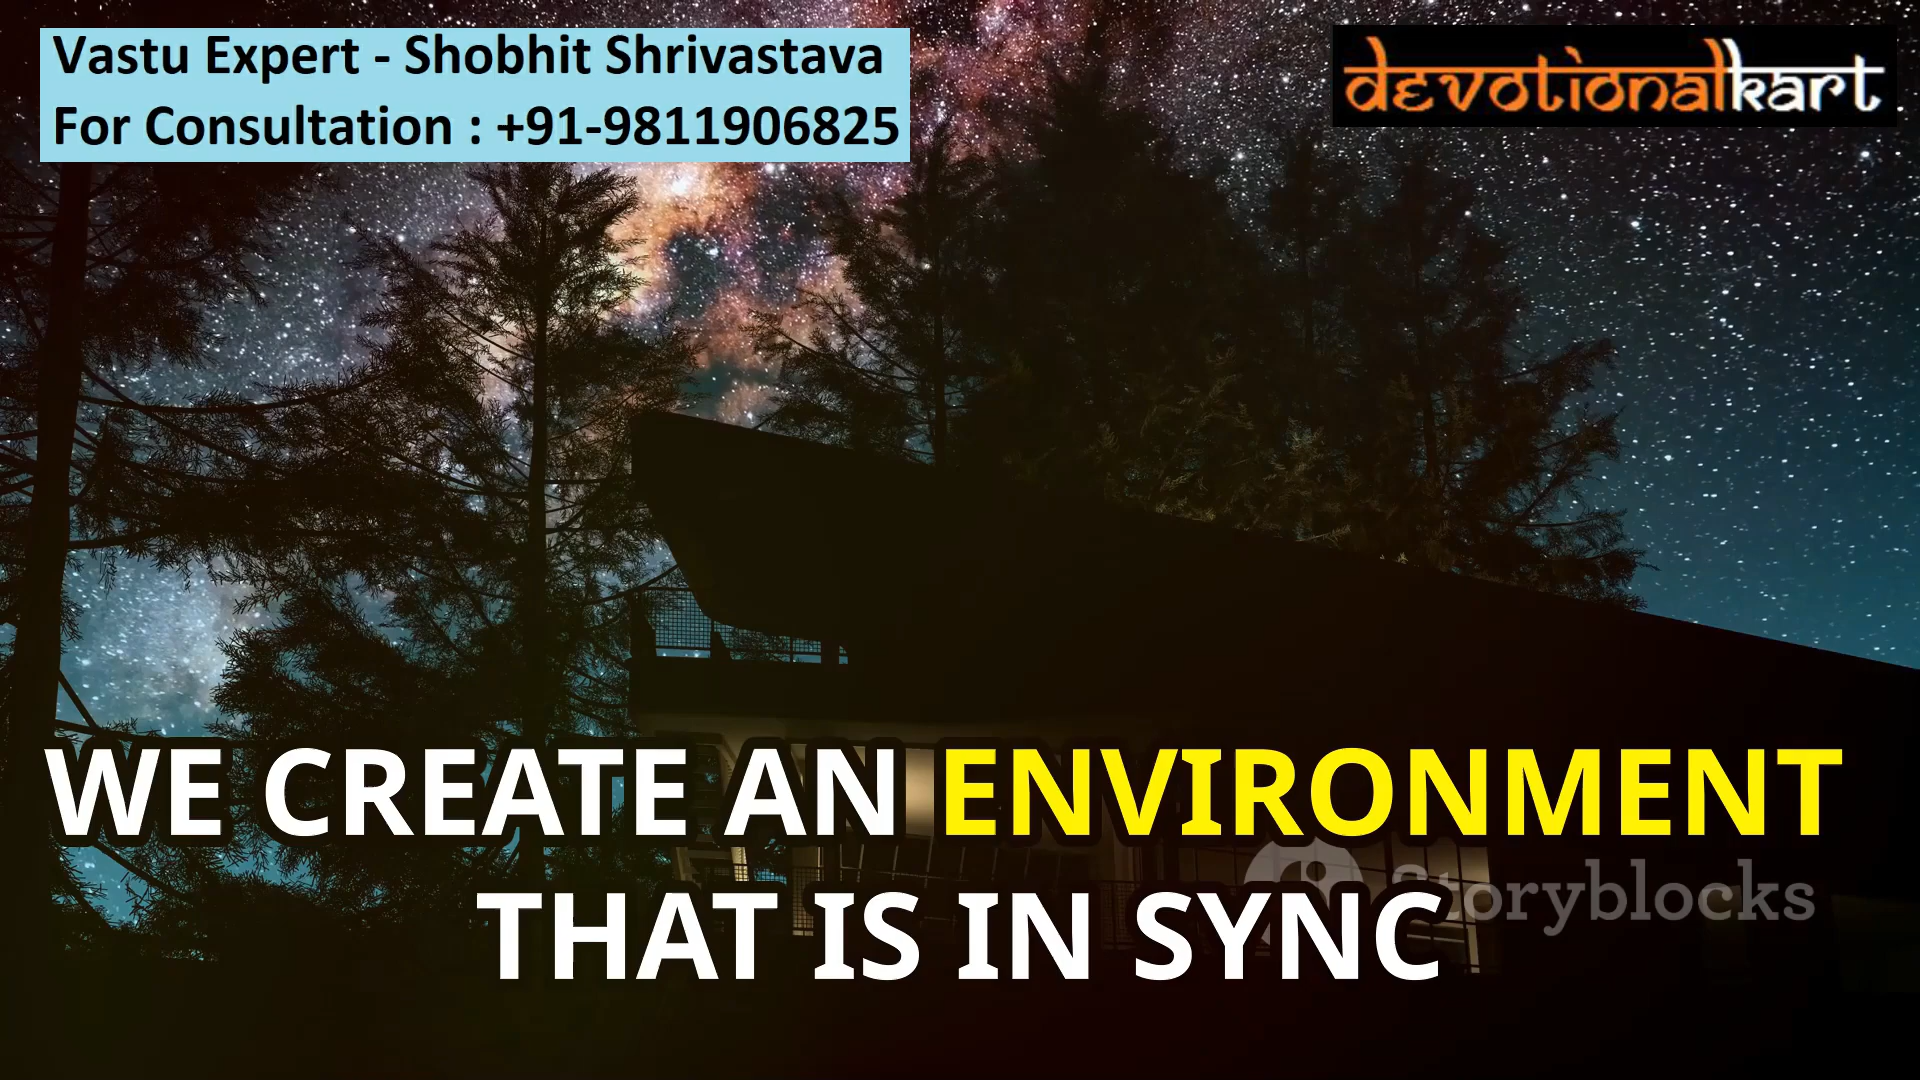 Vastu Expert - Shobhit Shrivastava
For Consultation : +91-9811906825
devotionalkart
WE CREATE AN ENVIRONMENT
THAT IS IN SYNC
Storyblocks